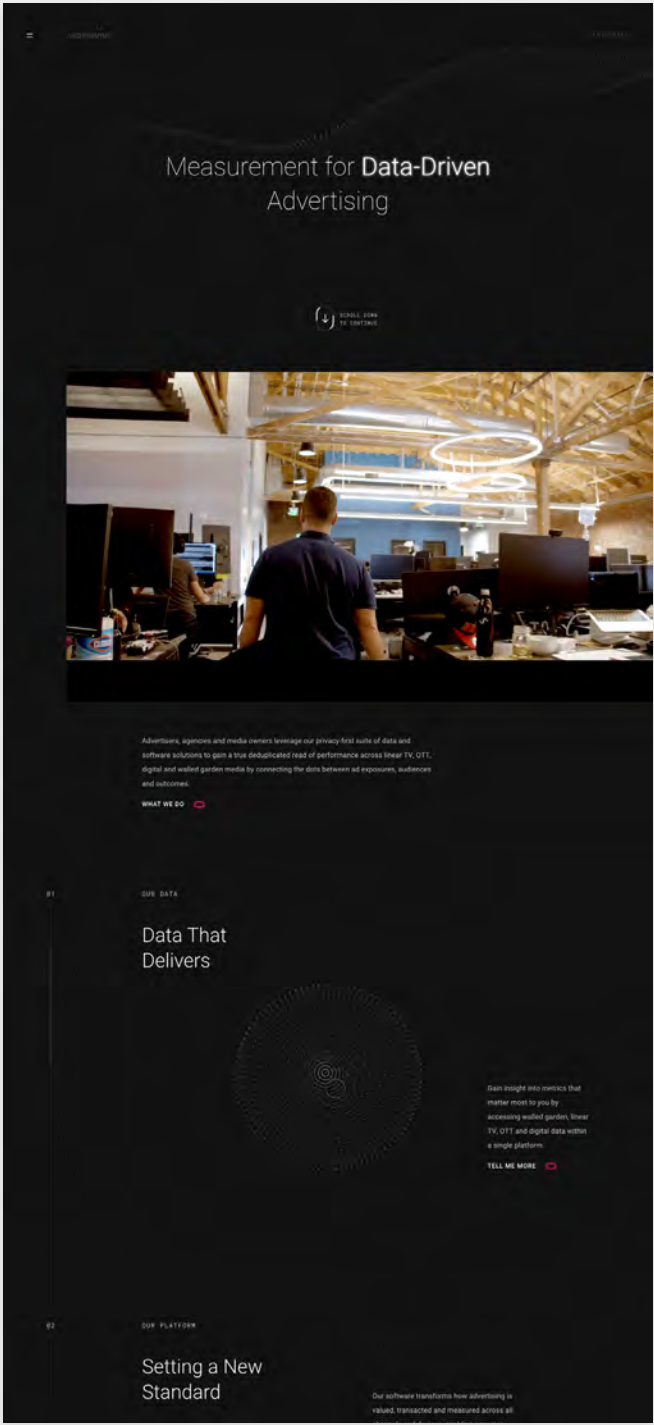 Measurement for Data-Driven
Advertising
SCROLL DOWN
TO CONTINUE
Advertisers, agencies and media owners leverage our privacy-first suite of data and
software solutions to gain a true deduplicated read of performance across linear TV, OTT,
digital and walled garden media by connecting the dots between ad exposures, audiences
and outcomes.
WHAT WE DO
01
OUR DATA
Data That
Delivers
Gain insight into metrics that
matter most to you by
accessing walled garden, linear
TV, OTT and digital data within
a single platform.
TELL ME MORE
02
OUR PLATFORM
Setting a New
Standard
Our software transforms how advertising is
valued, transacted and measured across all